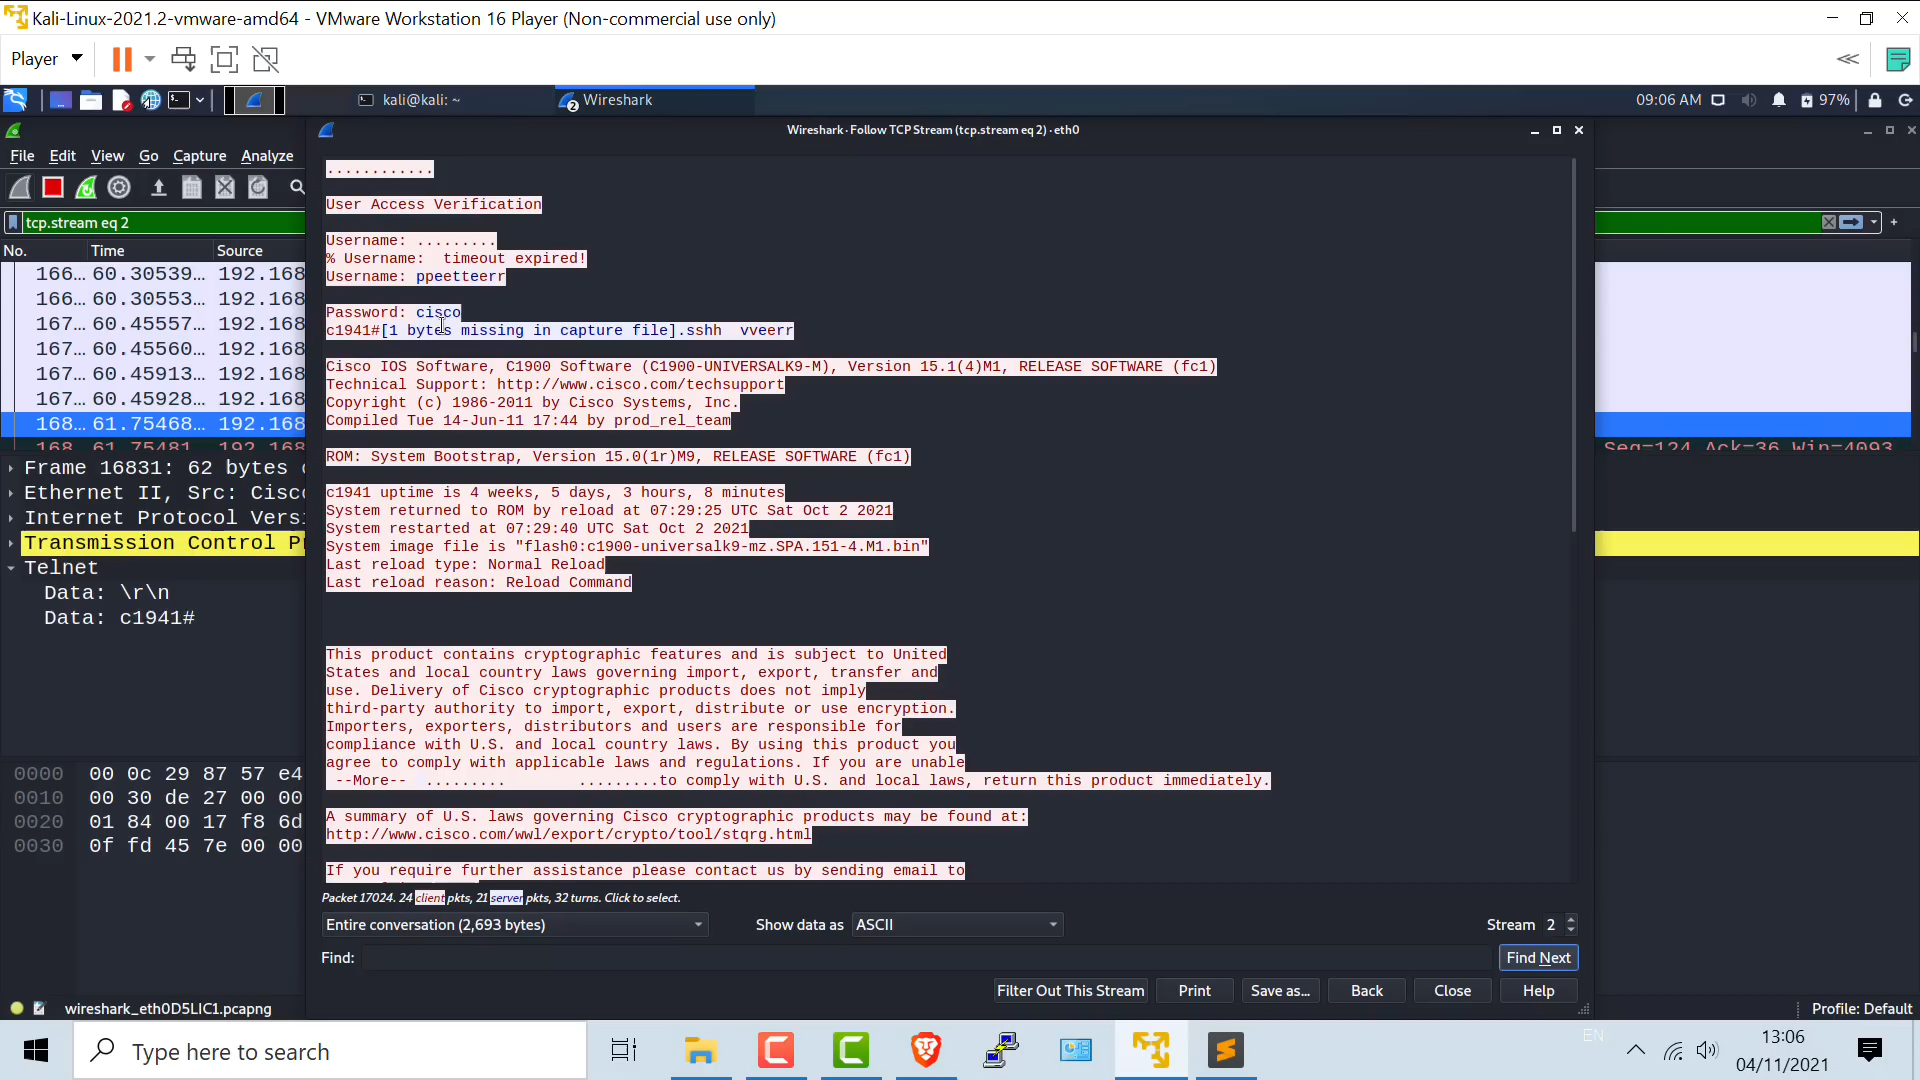 Kali-Linux-2021.2-vmware-amd64 - VMware Workstation 16 Player (Non-commercial use only)
Player
kali@kali: ~
2 Wireshark
09:06 AM
97%
Wireshark · Follow TCP Stream (tcp.stream eq 2) · eth0
File Edit View Go Capture Analyze
tcp.stream eq 2
No. Time Source
166… 60.30539… 192.168
166… 60.30553… 192.168
167… 60.45557… 192.168
167… 60.45560… 192.168
167… 60.45913… 192.168
167… 60.45928… 192.168
168… 61.75468… 192.168
168 61.75481 192.168
Seq=124 Ack=36 Win=4093
Frame 16831: 62 bytes
Ethernet II, Src: Cisc
Internet Protocol Vers
Transmission Control P
Telnet
Data: \r\n
Data: c1941#
0000 00 0c 29 87 57 e4
0010 00 30 de 27 00 00
0020 01 84 00 17 f8 6d
0030 0f fd 45 7e 00 00
............
User Access Verification
Username: .........
% Username:  timeout expired!
Username: ppeetteerr
Password: cisco
c1941#[1 bytes missing in capture file].sshh  vveerr
Cisco IOS Software, C1900 Software (C1900-UNIVERSALK9-M), Version 15.1(4)M1, RELEASE SOFTWARE (fc1)
Technical Support: http://www.cisco.com/techsupport
Copyright (c) 1986-2011 by Cisco Systems, Inc.
Compiled Tue 14-Jun-11 17:44 by prod_rel_team
ROM: System Bootstrap, Version 15.0(1r)M9, RELEASE SOFTWARE (fc1)
c1941 uptime is 4 weeks, 5 days, 3 hours, 8 minutes
System returned to ROM by reload at 07:29:25 UTC Sat Oct 2 2021
System restarted at 07:29:40 UTC Sat Oct 2 2021
System image file is "flash0:c1900-universalk9-mz.SPA.151-4.M1.bin"
Last reload type: Normal Reload
Last reload reason: Reload Command
This product contains cryptographic features and is subject to United
States and local country laws governing import, export, transfer and
use. Delivery of Cisco cryptographic products does not imply
third-party authority to import, export, distribute or use encryption.
Importers, exporters, distributors and users are responsible for
compliance with U.S. and local country laws. By using this product you
agree to comply with applicable laws and regulations. If you are unable
--More--  .........        .........to comply with U.S. and local laws, return this product immediately.
A summary of U.S. laws governing Cisco cryptographic products may be found at:
http://www.cisco.com/wwl/export/crypto/tool/stqrg.html
If you require further assistance please contact us by sending email to
Packet 17024. 24 client pkts, 21 server pkts, 32 turns. Click to select.
Entire conversation (2,693 bytes)
Show data as ASCII
Stream 2
Find:
Find Next
Filter Out This Stream
Print
Save as…
Back
Close
Help
wireshark_eth0D5LIC1.pcapng
Profile: Default
Type here to search
EN
13:06
04/11/2021